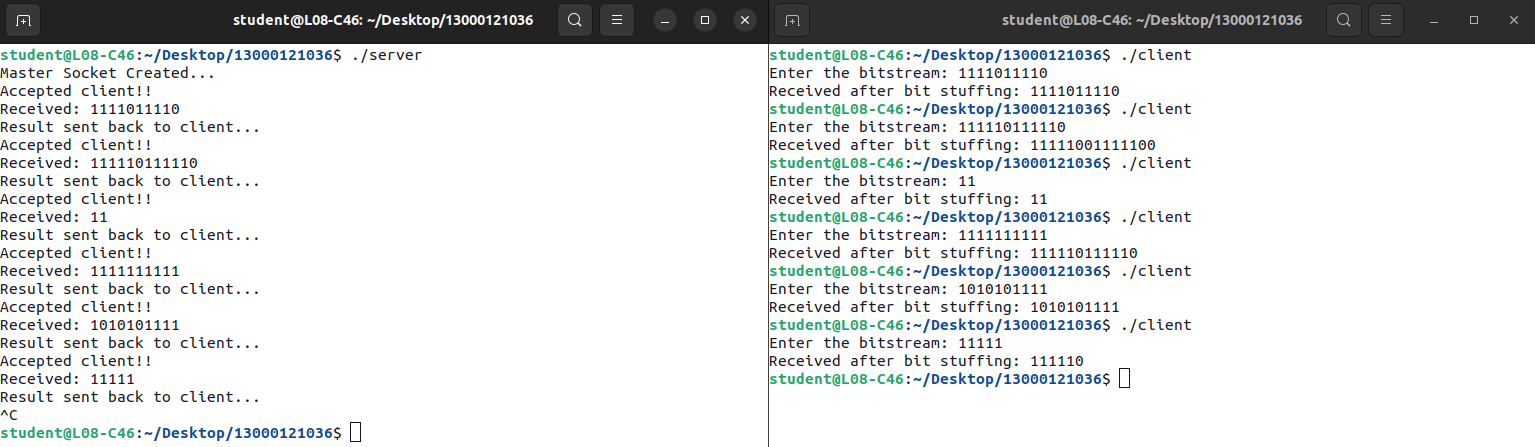 student@L08-C46: ~/Desktop/13000121036
student@L08-C46:~/Desktop/13000121036$ ./server
Master Socket Created...
Accepted client!!
Received: 1111011110
Result sent back to client...
Accepted client!!
Received: 111110111110
Result sent back to client...
Accepted client!!
Received: 11
Result sent back to client...
Accepted client!!
Received: 1111111111
Result sent back to client...
Accepted client!!
Received: 1010101111
Result sent back to client...
Accepted client!!
Received: 11111
Result sent back to client...
^C
student@L08-C46:~/Desktop/13000121036$
student@L08-C46: ~/Desktop/13000121036
student@L08-C46:~/Desktop/13000121036$ ./client
Enter the bitstream: 1111011110
Received after bit stuffing: 1111011110
student@L08-C46:~/Desktop/13000121036$ ./client
Enter the bitstream: 111110111110
Received after bit stuffing: 11111001111100
student@L08-C46:~/Desktop/13000121036$ ./client
Enter the bitstream: 11
Received after bit stuffing: 11
student@L08-C46:~/Desktop/13000121036$ ./client
Enter the bitstream: 1111111111
Received after bit stuffing: 111110111110
student@L08-C46:~/Desktop/13000121036$ ./client
Enter the bitstream: 1010101111
Received after bit stuffing: 1010101111
student@L08-C46:~/Desktop/13000121036$ ./client
Enter the bitstream: 11111
Received after bit stuffing: 111110
student@L08-C46:~/Desktop/13000121036$